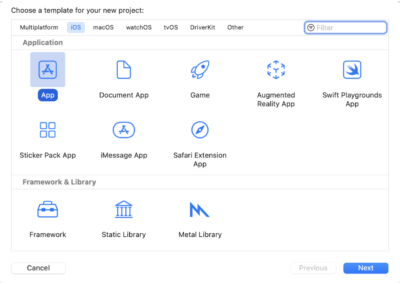 Choose a template for your new project:
Multiplatform iOS macOS watchOS tvOS DriverKit Other Filter
Application
App Document App Game Augmented Reality App Swift Playgrounds App
Sticker Pack App iMessage App Safari Extension App
Framework & Library
Framework Static Library Metal Library
Cancel Previous Next